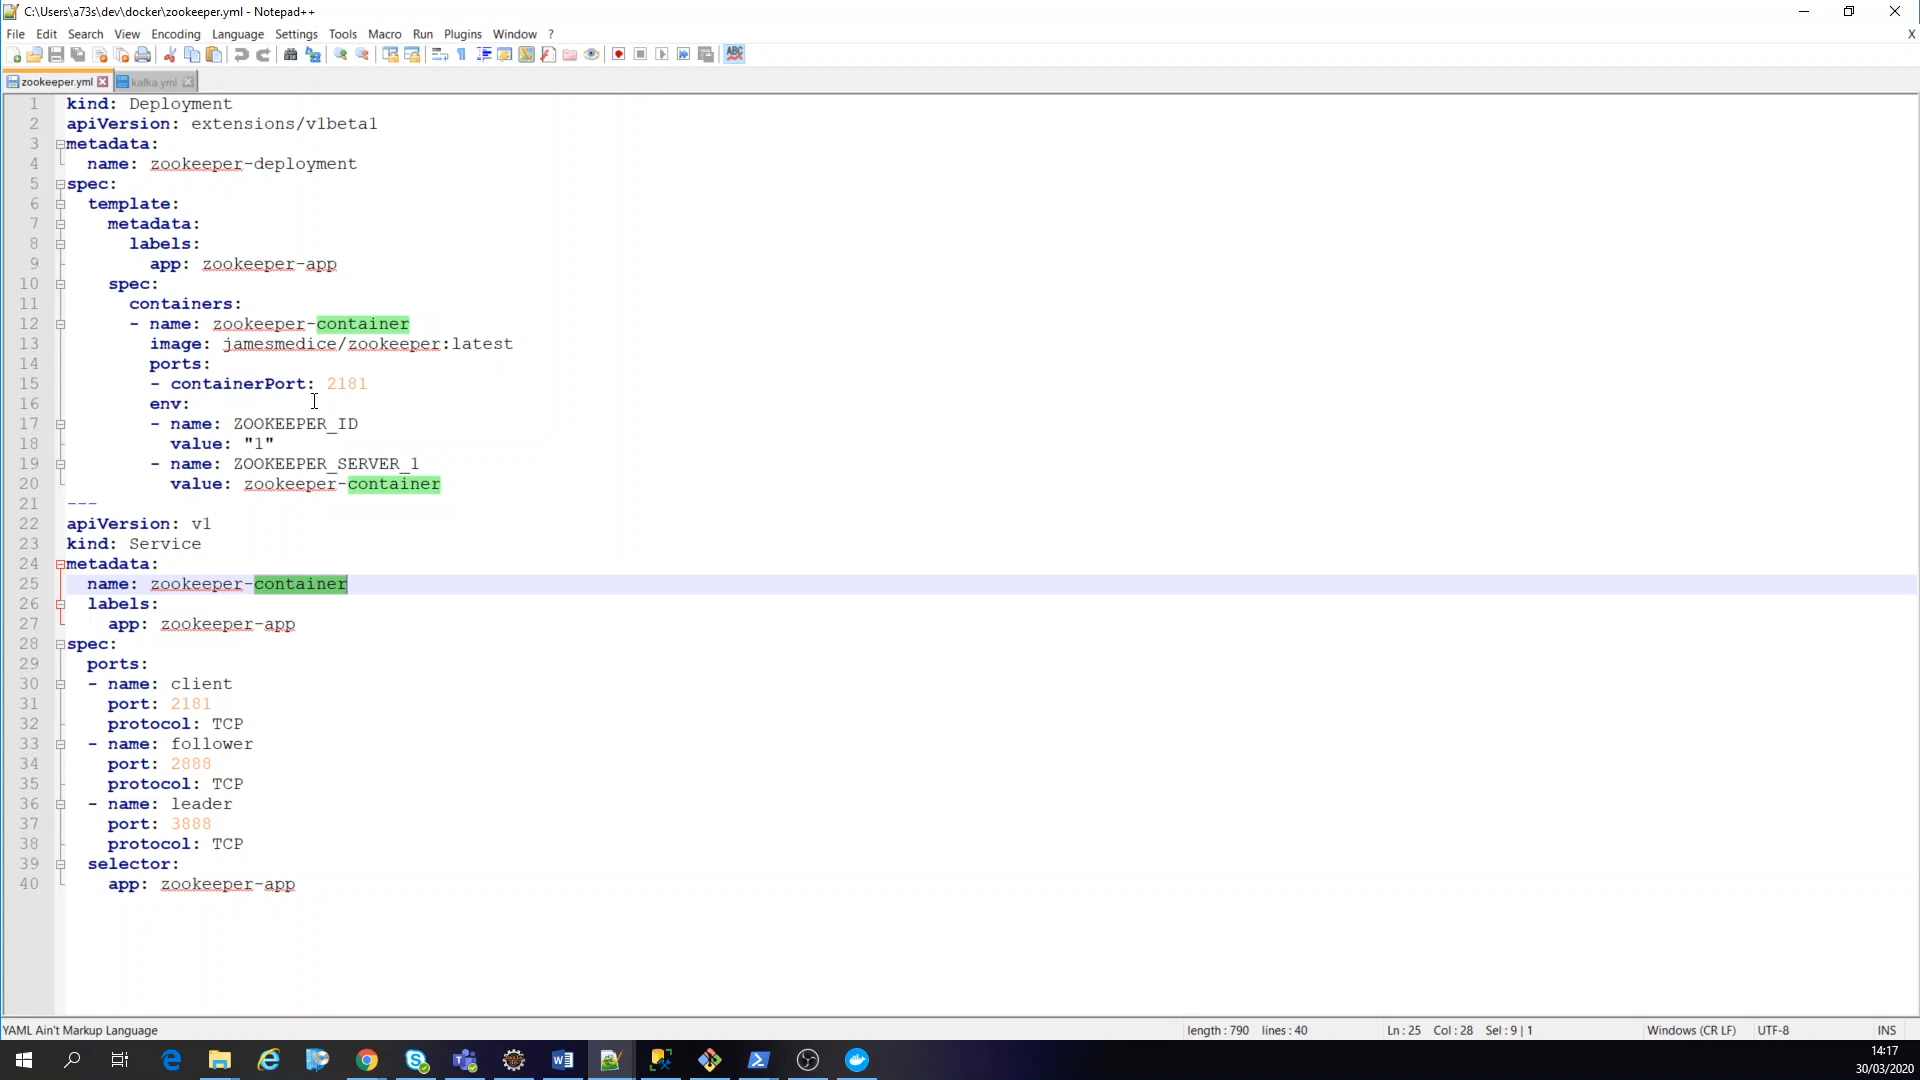 C:\Users\a73s\dev\docker\zookeeper.yml - Notepad++
File Edit Search View Encoding Language Settings Tools Macro Run Plugins Window ? X
ABC
zookeeper.yml kafka.yml
1 kind: Deployment
2 apiVersion: extensions/v1beta1
3 metadata:
4 name: zookeeper-deployment
5 spec:
6 template:
7 metadata:
8 labels:
9 app: zookeeper-app
10 spec:
11 containers:
12 - name: zookeeper-container
13 image: jamesmedice/zookeeper:latest
14 ports:
15 - containerPort: 2181
16 env:
17 - name: ZOOKEEPER_ID
18 value: "1"
19 - name: ZOOKEEPER_SERVER_1
20 value: zookeeper-container
21 ---
22 apiVersion: v1
23 kind: Service
24 metadata:
25 name: zookeeper-container
26 labels:
27 app: zookeeper-app
28 spec:
29 ports:
30 - name: client
31 port: 2181
32 protocol: TCP
33 - name: follower
34 port: 2888
35 protocol: TCP
36 - name: leader
37 port: 3888
38 protocol: TCP
39 selector:
40 app: zookeeper-app
YAML Ain't Markup Language length : 790 lines : 40 Ln : 25 Col : 28 Sel : 9 | 1 Windows (CR LF) UTF-8 INS
14:17
30/03/2020